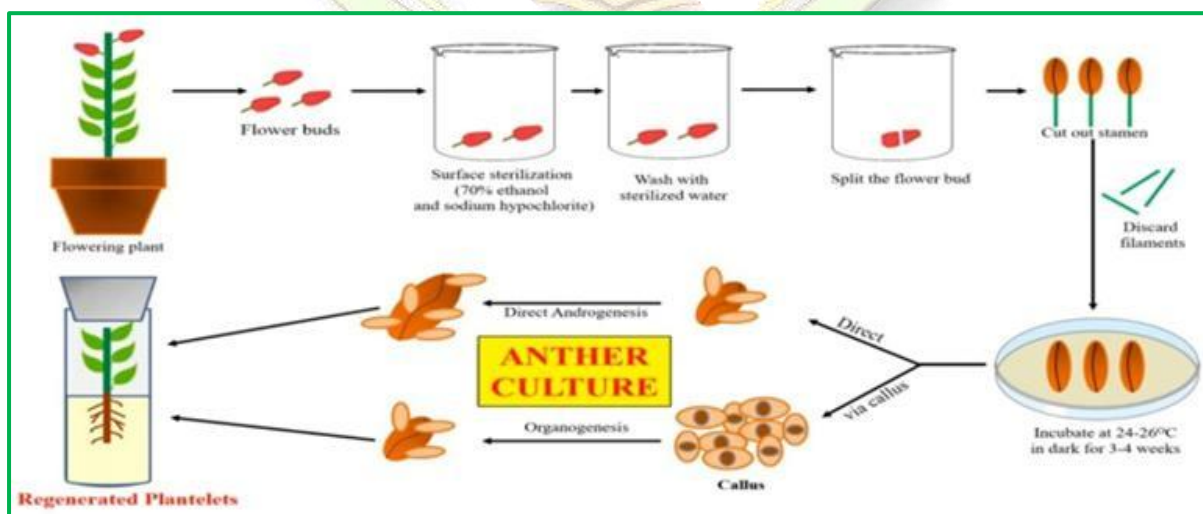 Flower buds
Flowering plant
Surface sterilization
(70% ethanol
and sodium hypochlorite)
Wash with
sterilized water
Split the flower bud
Cut out stamen
Discard
filaments
Incubate at 24-26°C
in dark for 3-4 weeks
Direct
via callus
Direct Androgenesis
Organogenesis
Callus
ANTHER
CULTURE
Regenerated Plantelets